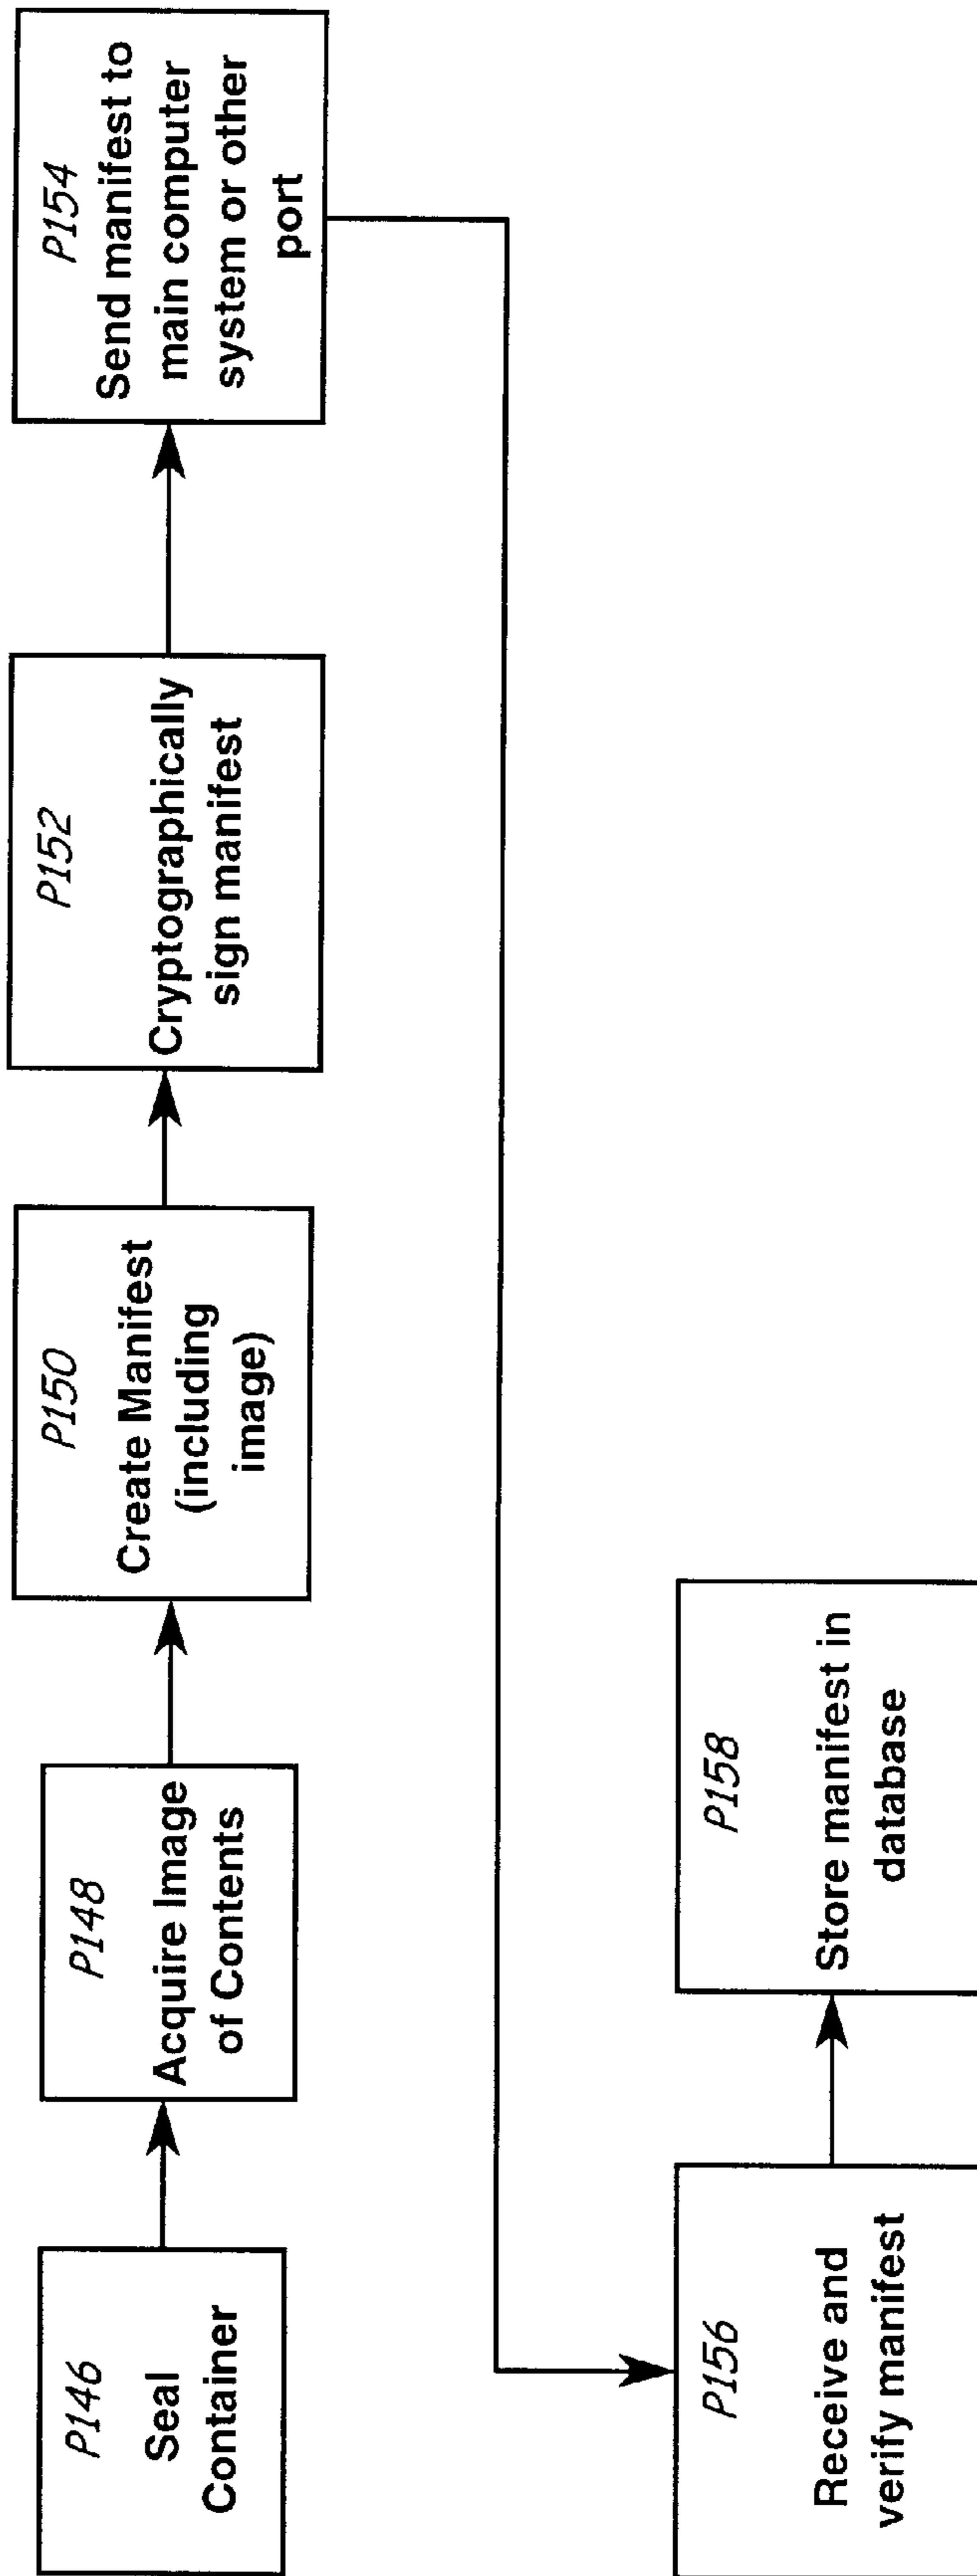 P146
Seal
Container
P148
Acquire Image
of Contents
P150
Create Manifest
(including
image)
P152
Cryptographically
sign manifest
P154
Send manifest to
main computer
system or other
port
P156
Receive and
verify manifest
P158
Store manifest in
database